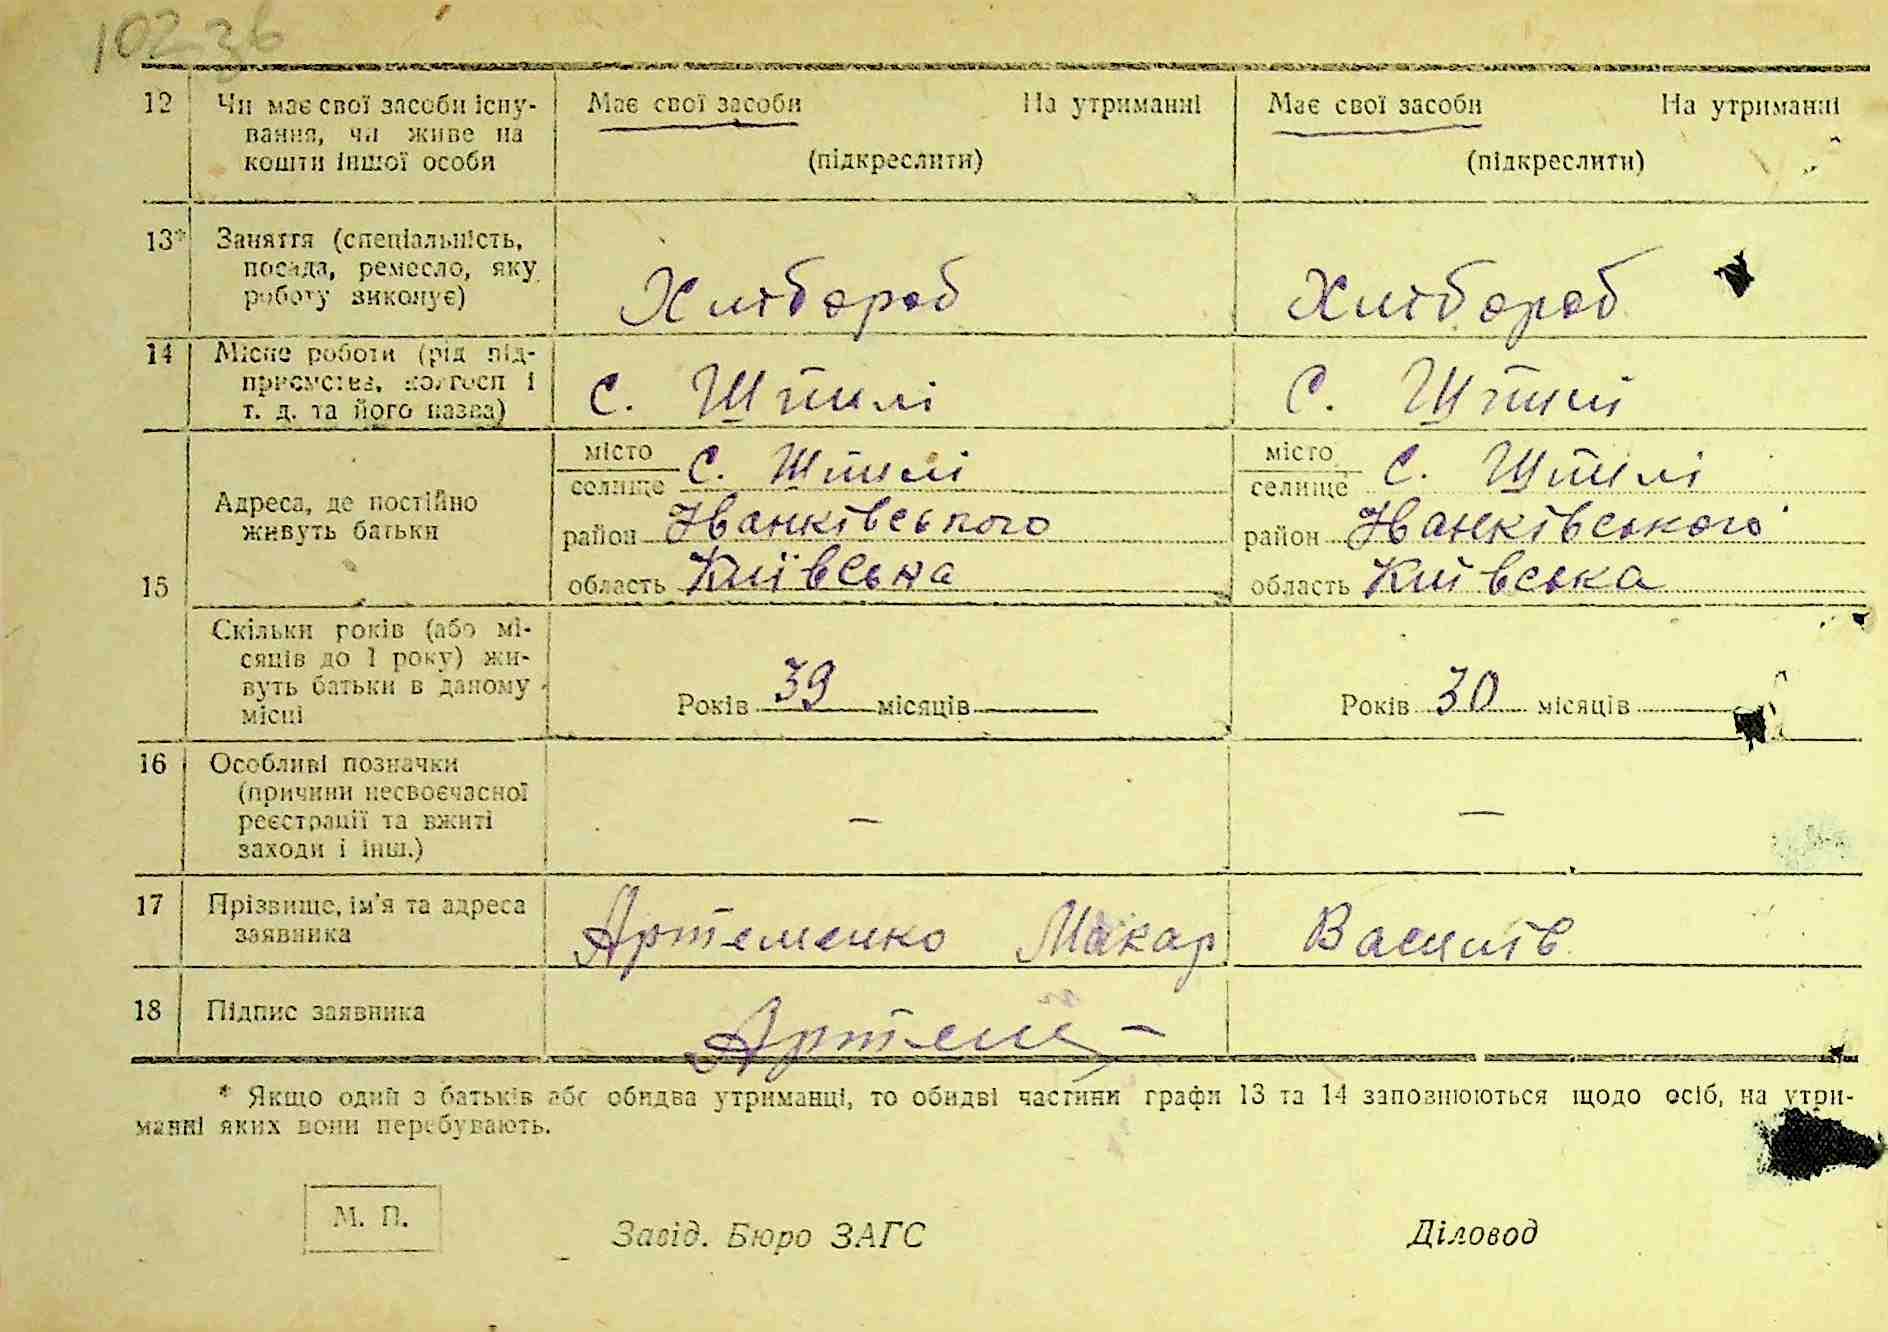 102 зб
12 Чи має свої засоби існу- Має свої засоби На утриманні Має свої засоби На утриманні
вання, чи живе на
кошти іншої особи (підкреслити) (підкреслити)
13* Заняття (спеціальність,
посада, ремесло, яку
роботу виконує) Хлібороб Хлібороб
14 Місце роботи (рід під-
приємства, колгосп і С. Шпилі С. Шпилі
т. д. та його назва)
місто місто
селище С. Шпилі селище С. Шпилі
Адреса, де постійно
живуть батьки район Іванківського район Іванківського
15 область Київська область Київська
Скільки років (або мі-
сяців до 1 року) жи-
вуть батьки в даному
місці Років 39 місяців Років 30 місяців
16 Особливі позначки
(причини несвоєчасної
реєстрації та вжиті — —
заходи і інш.)
17 Прізвище, ім'я та адреса
заявника Артеменко Макар Василів
18 Підпис заявника
* Якщо один з батьків або обидва утриманці, то обидві частини графи 13 та 14 заповнюються щодо осіб, на утри-
манні яких вони перебувають.
М. П. Завід. Бюро ЗАГС Діловод